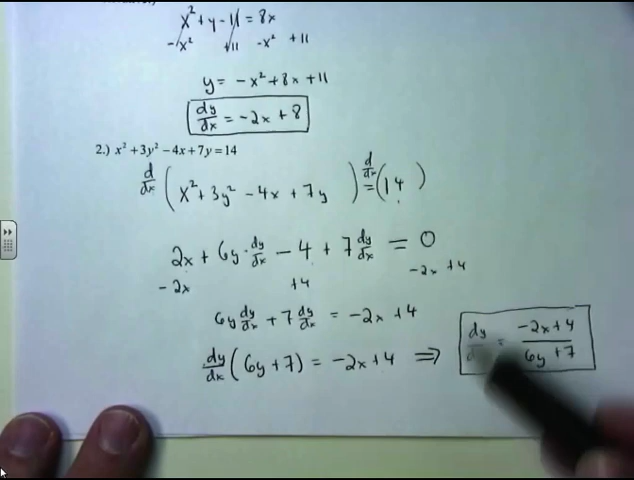 x² + y - 11 = 8x
-x² +11 -x² +11
y = -x² + 8x + 11
dy/dx = -2x + 8
2.) x² + 3y² - 4x + 7y = 14
d/dx ( x² + 3y² - 4x + 7y ) = d/dx ( 14 )
2x + 6y · dy/dx - 4 + 7 dy/dx = 0
-2x +4 -2x +4
6y dy/dx + 7 dy/dx = -2x + 4
dy/dx ( 6y + 7 ) = -2x + 4 ⇒ dy/d = -2x + 4 / 6y + 7